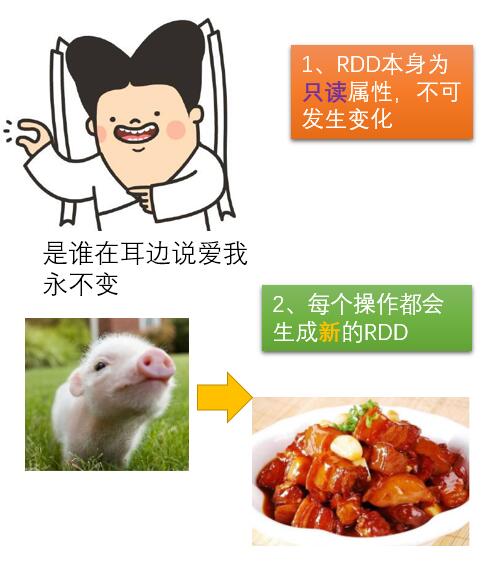 1、RDD本身为
只读属性，不可
发生变化
是谁在耳边说爱我
永不变
2、每个操作都会
生成新的RDD